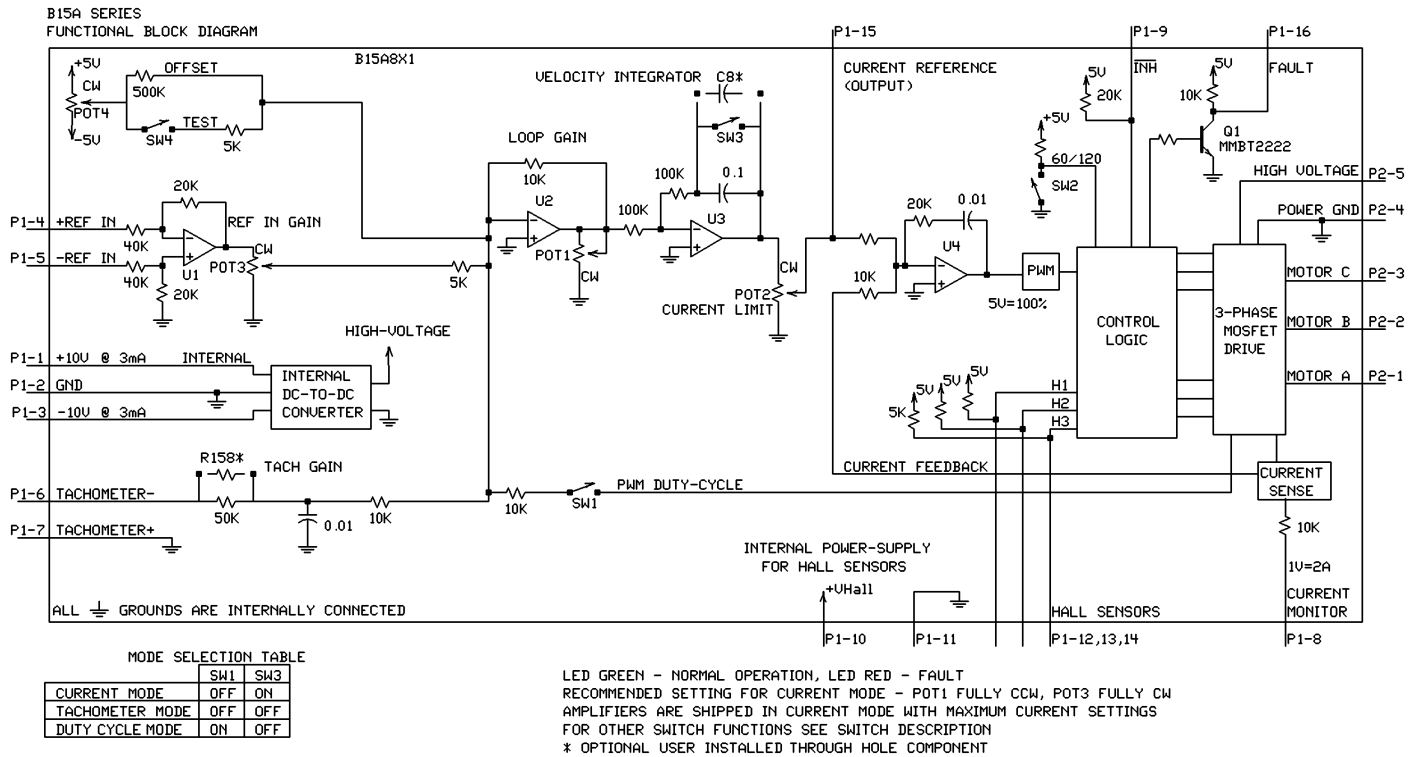 B15A SERIES
FUNCTIONAL BLOCK DIAGRAM
B15A8X1
P1-15
P1-9
P1-16
+5V
CW
POT4
-5V
OFFSET
500K
TEST
SW4
5K
VELOCITY INTEGRATOR
C8*
SW3
CURRENT REFERENCE
(OUTPUT)
5V
INH
20K
5V
FAULT
10K
Q1
MMBT2222
+5V
60/120
SW2
LOOP GAIN
10K
U2
100K
0.1
100K
U3
POT1
CW
HIGH VOLTAGE P2-5
POWER GND P2-4
MOTOR C P2-3
MOTOR B P2-2
MOTOR A P2-1
20K
P1-4 +REF IN
40K
REF IN GAIN
P1-5 -REF IN
40K
U1
CW
POT3
20K
5K
CW
POT2
CURRENT LIMIT
20K
0.01
U4
10K
PWM
5V=100%
CONTROL
LOGIC
3-PHASE
MOSFET
DRIVE
HIGH-VOLTAGE
P1-1 +10V @ 3mA INTERNAL
P1-2 GND
P1-3 -10V @ 3mA
INTERNAL
DC-TO-DC
CONVERTER
5V
5V
5V
5K
H1
H2
H3
R158*
TACH GAIN
P1-6 TACHOMETER-
50K
0.01
10K
P1-7 TACHOMETER+
10K
SW1
PWM DUTY-CYCLE
CURRENT FEEDBACK
CURRENT
SENSE
10K
1V=2A
CURRENT
MONITOR
P1-8
INTERNAL POWER-SUPPLY
FOR HALL SENSORS
+VHall
P1-10
P1-11
HALL SENSORS
P1-12,13,14
ALL GROUNDS ARE INTERNALLY CONNECTED
MODE SELECTION TABLE
SW1 SW3
CURRENT MODE OFF ON
TACHOMETER MODE OFF OFF
DUTY CYCLE MODE ON OFF
LED GREEN - NORMAL OPERATION, LED RED - FAULT
RECOMMENDED SETTING FOR CURRENT MODE - POT1 FULLY CCW, POT3 FULLY CW
AMPLIFIERS ARE SHIPPED IN CURRENT MODE WITH MAXIMUM CURRENT SETTINGS
FOR OTHER SWITCH FUNCTIONS SEE SWITCH DESCRIPTION
* OPTIONAL USER INSTALLED THROUGH HOLE COMPONENT